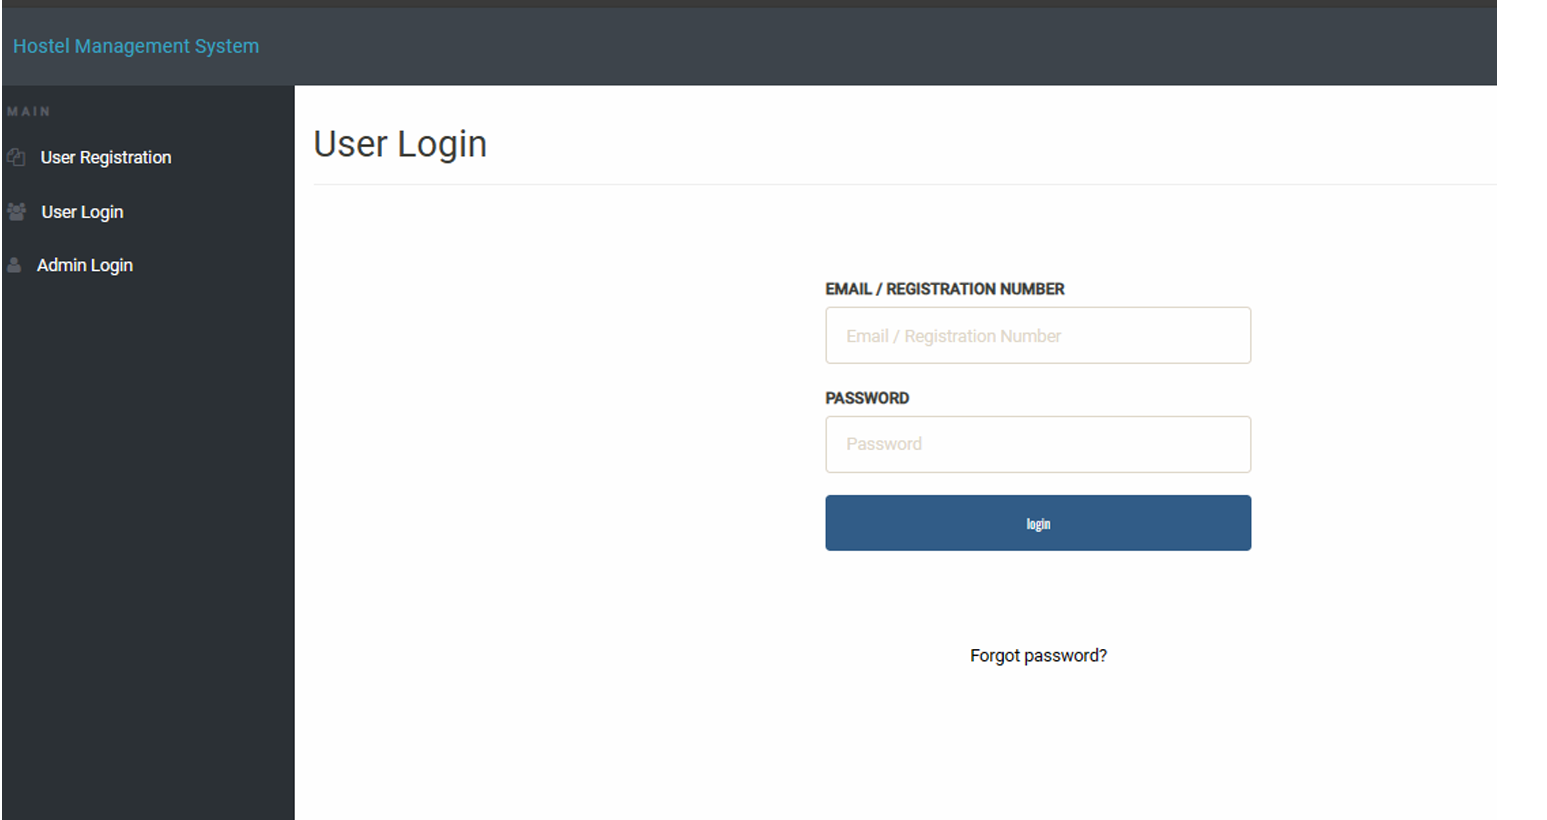 Hostel Management System
MAIN
User Registration
User Login
Admin Login
User Login
EMAIL / REGISTRATION NUMBER
Email / Registration Number
PASSWORD
Password
login
Forgot password?